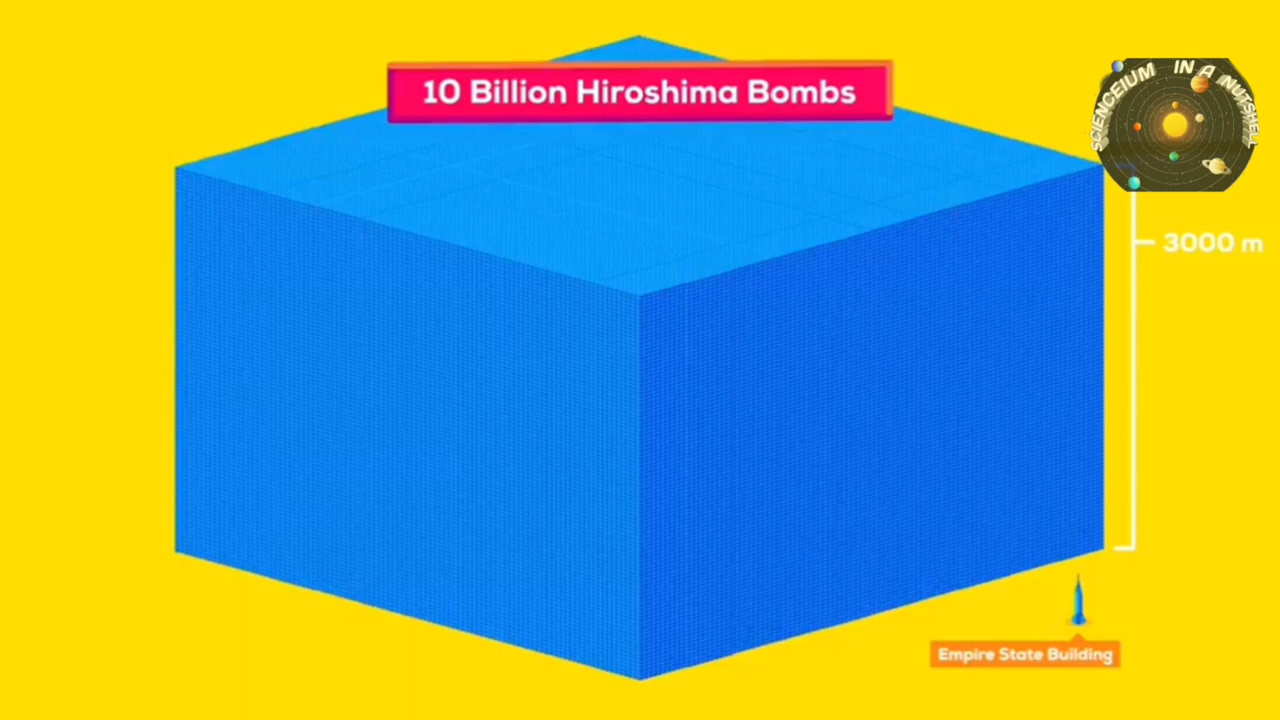 10 Billion Hiroshima Bombs
SCIENCEIUM IN A NUTSHELL
3000 m
Empire State Building